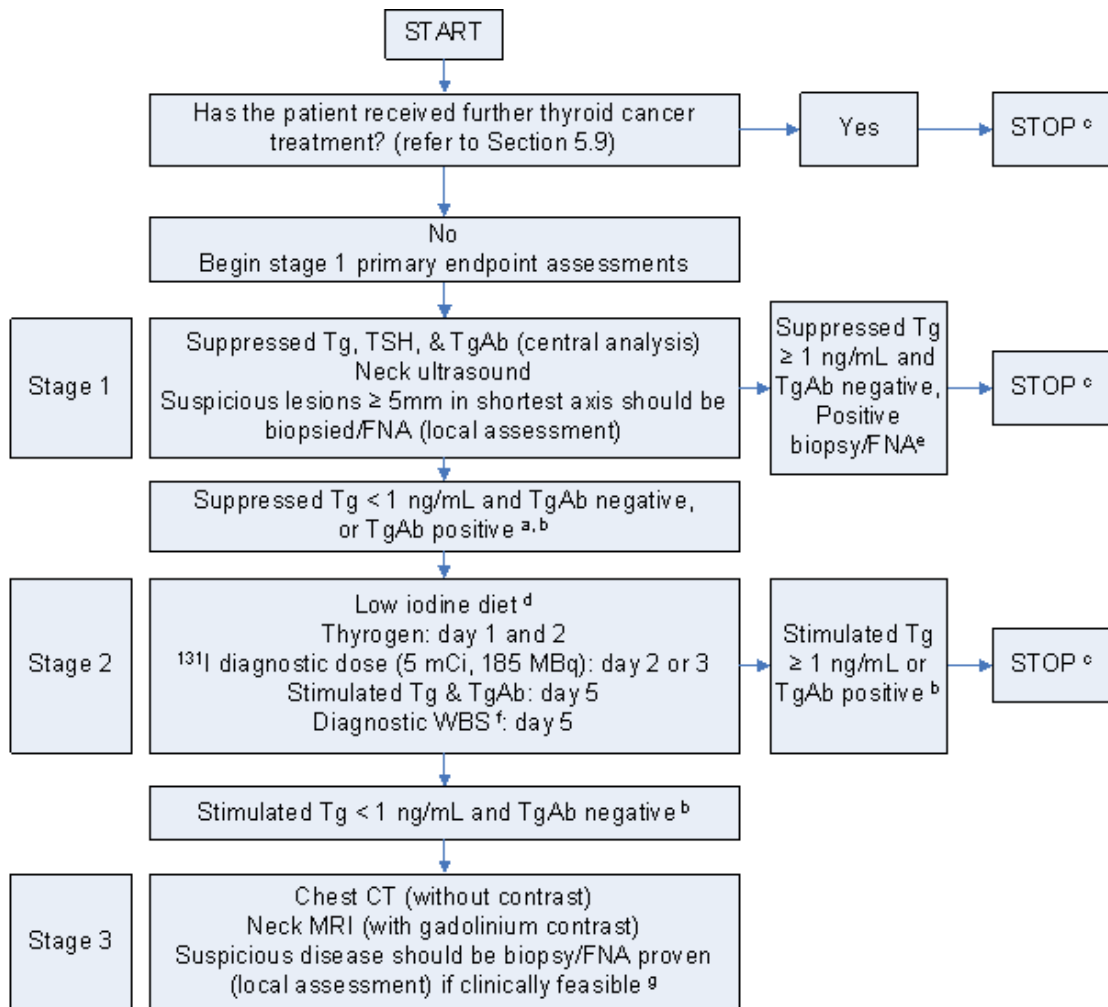 START
Has the patient received further thyroid cancer
treatment? (refer to Section 5.9)
Yes
STOP ᶜ
No
Begin stage 1 primary endpoint assessments
Stage 1
Suppressed Tg, TSH, & TgAb (central analysis)
Neck ultrasound
Suspicious lesions ≥ 5mm in shortest axis should be
biopsied/FNA (local assessment)
Suppressed Tg
≥ 1 ng/mL and
TgAb negative,
Positive
biopsy/FNAᵉ
STOP ᶜ
Suppressed Tg < 1 ng/mL and TgAb negative,
or TgAb positive ᵃ, ᵇ
Stage 2
Low iodine diet ᵈ
Thyrogen: day 1 and 2
¹³¹I diagnostic dose (5 mCi, 185 MBq): day 2 or 3
Stimulated Tg & TgAb: day 5
Diagnostic WBS ᶠ: day 5
Stimulated Tg
≥ 1 ng/mL or
TgAb positive ᵇ
STOP ᶜ
Stimulated Tg < 1 ng/mL and TgAb negative ᵇ
Stage 3
Chest CT (without contrast)
Neck MRI (with gadolinium contrast)
Suspicious disease should be biopsy/FNA proven
(local assessment) if clinically feasible ᵍ